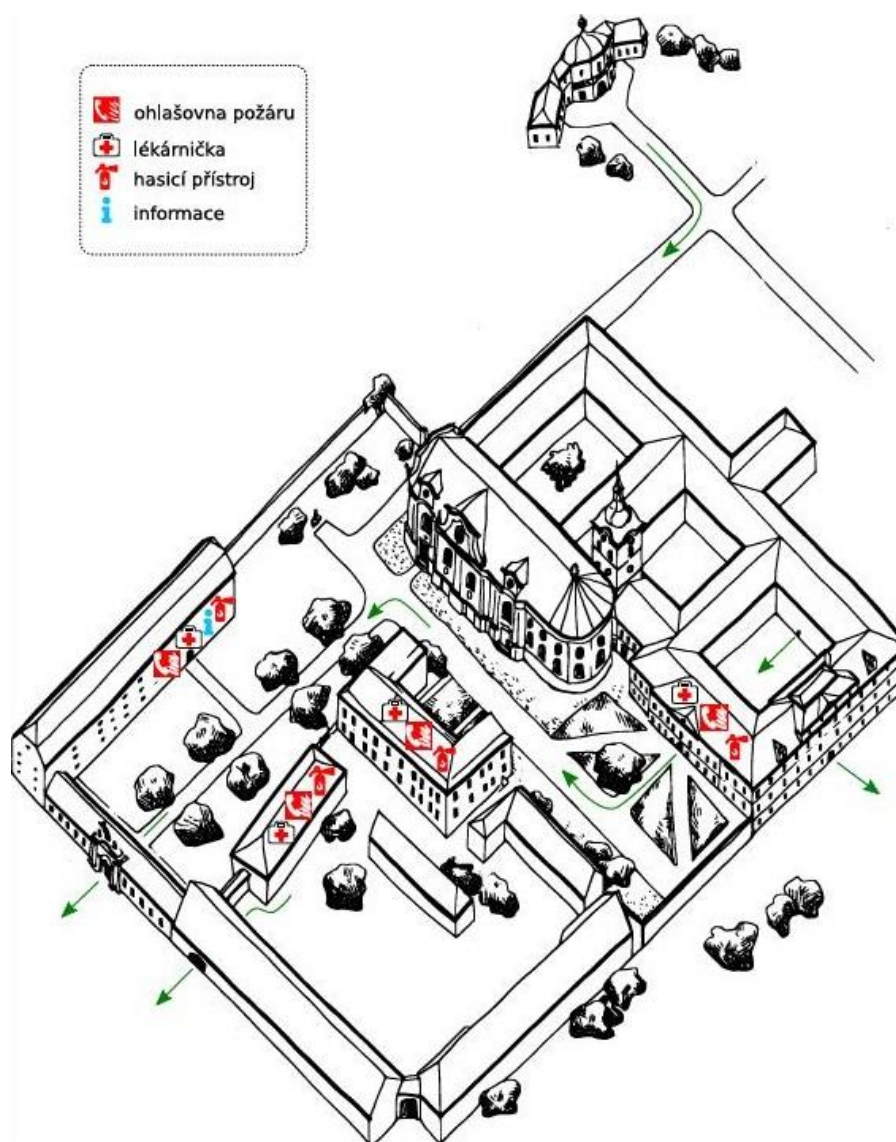 ohlašovna požáru
lékárnička
hasicí přístroj
informace